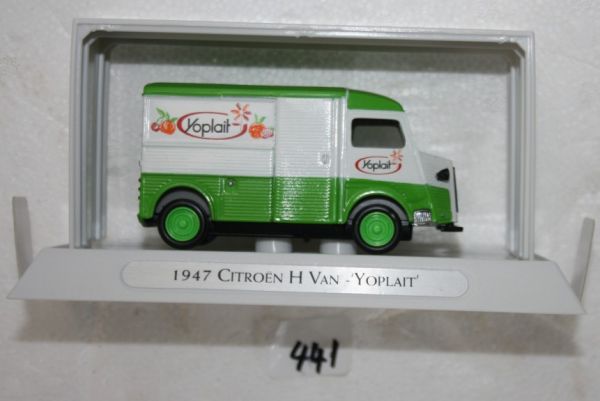 Yoplait
Yoplait
1947 CITROËN H VAN -'YOPLAIT'
441